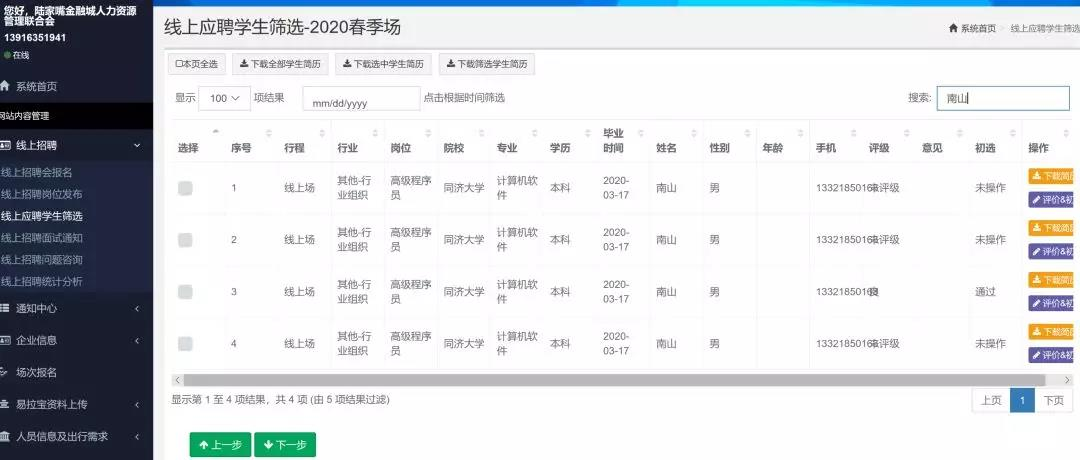 您好，陆家嘴金融城人力资源
管理联合会
13916351941
在线
系统首页
网站内容管理
线上招聘
线上招聘会报名
线上招聘岗位发布
线上应聘学生筛选
线上招聘面试通知
线上招聘问题咨询
线上招聘统计分析
通知中心
企业信息
场次报名
易拉宝资料上传
人员信息及出行需求
线上应聘学生筛选-2020春季场
系统首页 > 线上应聘学生筛选
本页全选 下载全部学生简历 下载选中学生简历 下载筛选学生简历
显示 100 项结果 mm/dd/yyyy 点击根据时间筛选 搜索: 南山
选择 序号 行程 行业 岗位 院校 专业 学历 毕业时间 姓名 性别 年龄 手机 评级 意见 初选 操作
1 线上场 其他-行业组织 高级程序员 同济大学 计算机软件 本科 2020-03-17 南山 男 1332185016 未评级 未操作 下载简历
评价&初
2 线上场 其他-行业组织 高级程序员 同济大学 计算机软件 本科 2020-03-17 南山 男 1332185016 未评级 未操作 下载简历
评价&初
3 线上场 其他-行业组织 高级程序员 同济大学 计算机软件 本科 2020-03-17 南山 男 1332185016 通过 下载简历
评价&初
4 线上场 其他-行业组织 高级程序员 同济大学 计算机软件 本科 2020-03-17 南山 男 1332185016 未评级 未操作 下载简历
评价&初
显示第 1 至 4 项结果，共 4 项 (由 5 项结果过滤)
上页 1 下页
上一步 下一步